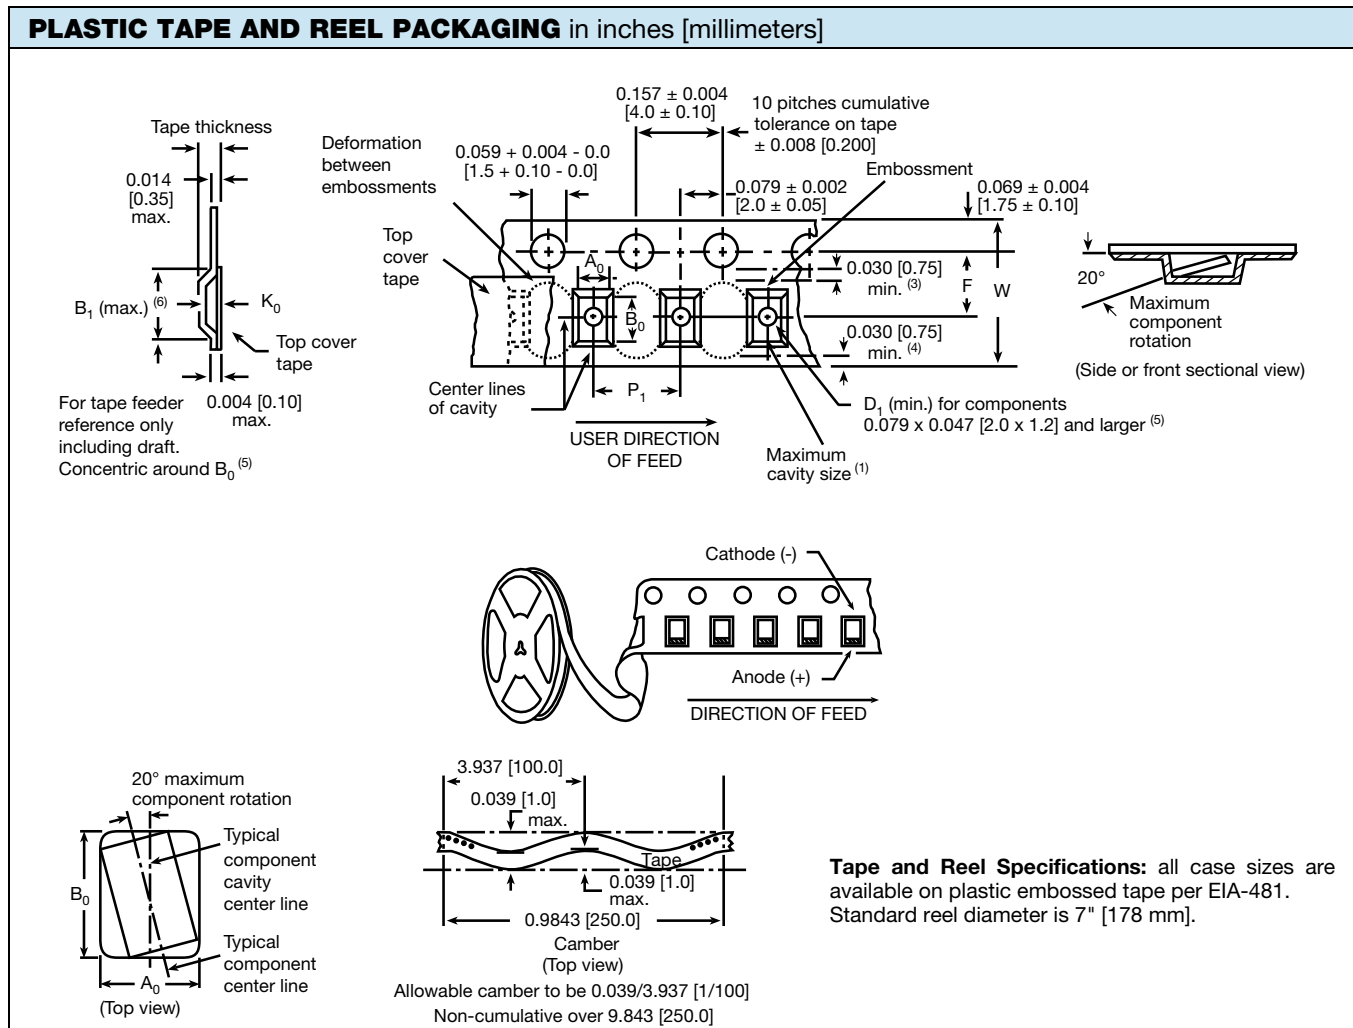 PLASTIC TAPE AND REEL PACKAGING in inches [millimeters]
0.157 ± 0.004
[4.0 ± 0.10]
10 pitches cumulative
tolerance on tape
± 0.008 [0.200]
Tape thickness
Deformation
between
embossments
0.059 + 0.004 - 0.0
[1.5 + 0.10 - 0.0]
Embossment
0.014
[0.35]
max.
0.079 ± 0.002
[2.0 ± 0.05]
0.069 ± 0.004
[1.75 ± 0.10]
Top
cover
tape
A0
0.030 [0.75]
min. (3)
F
W
20°
Maximum
component
rotation
(Side or front sectional view)
B1 (max.) (6)
K0
B0
0.030 [0.75]
min. (4)
Top cover
tape
Center lines
of cavity
P1
D1 (min.) for components
0.079 x 0.047 [2.0 x 1.2] and larger (5)
For tape feeder
reference only
including draft.
Concentric around B0 (5)
0.004 [0.10]
max.
USER DIRECTION
OF FEED
Maximum
cavity size (1)
Cathode (-)
Anode (+)
DIRECTION OF FEED
20° maximum
component rotation
Typical
component
cavity
center line
B0
Typical
component
center line
A0
(Top view)
3.937 [100.0]
0.039 [1.0]
max.
Tape
0.039 [1.0]
max.
0.9843 [250.0]
Camber
(Top view)
Allowable camber to be 0.039/3.937 [1/100]
Non-cumulative over 9.843 [250.0]
Tape and Reel Specifications: all case sizes are
available on plastic embossed tape per EIA-481.
Standard reel diameter is 7" [178 mm].